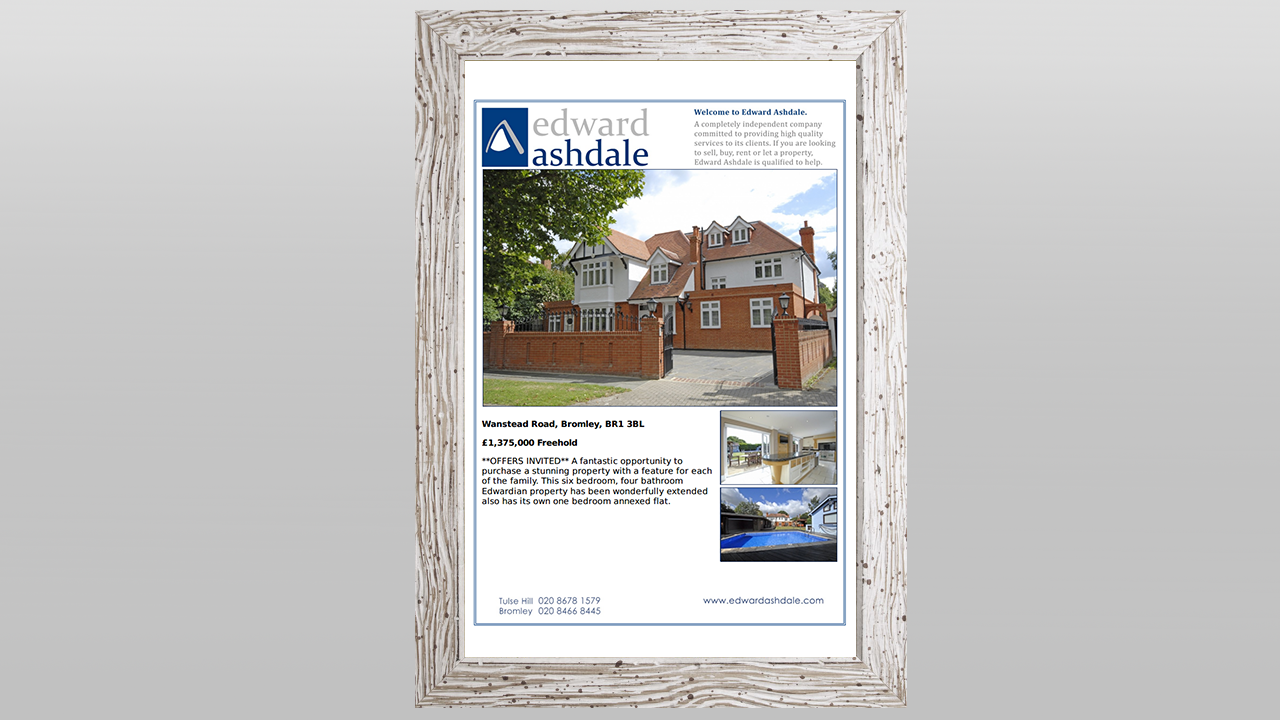 edward
ashdale
Welcome to Edward Ashdale.
A completely independent company
committed to providing high quality
services to its clients. If you are looking
to sell, buy, rent or let a property,
Edward Ashdale is qualified to help.
Wanstead Road, Bromley, BR1 3BL
£1,375,000 Freehold
**OFFERS INVITED** A fantastic opportunity to
purchase a stunning property with a feature for each
of the family. This six bedroom, four bathroom
Edwardian property has been wonderfully extended
also has its own one bedroom annexed flat.
Tulse Hill 020 8678 1579
Bromley 020 8466 8445
www.edwardashdale.com